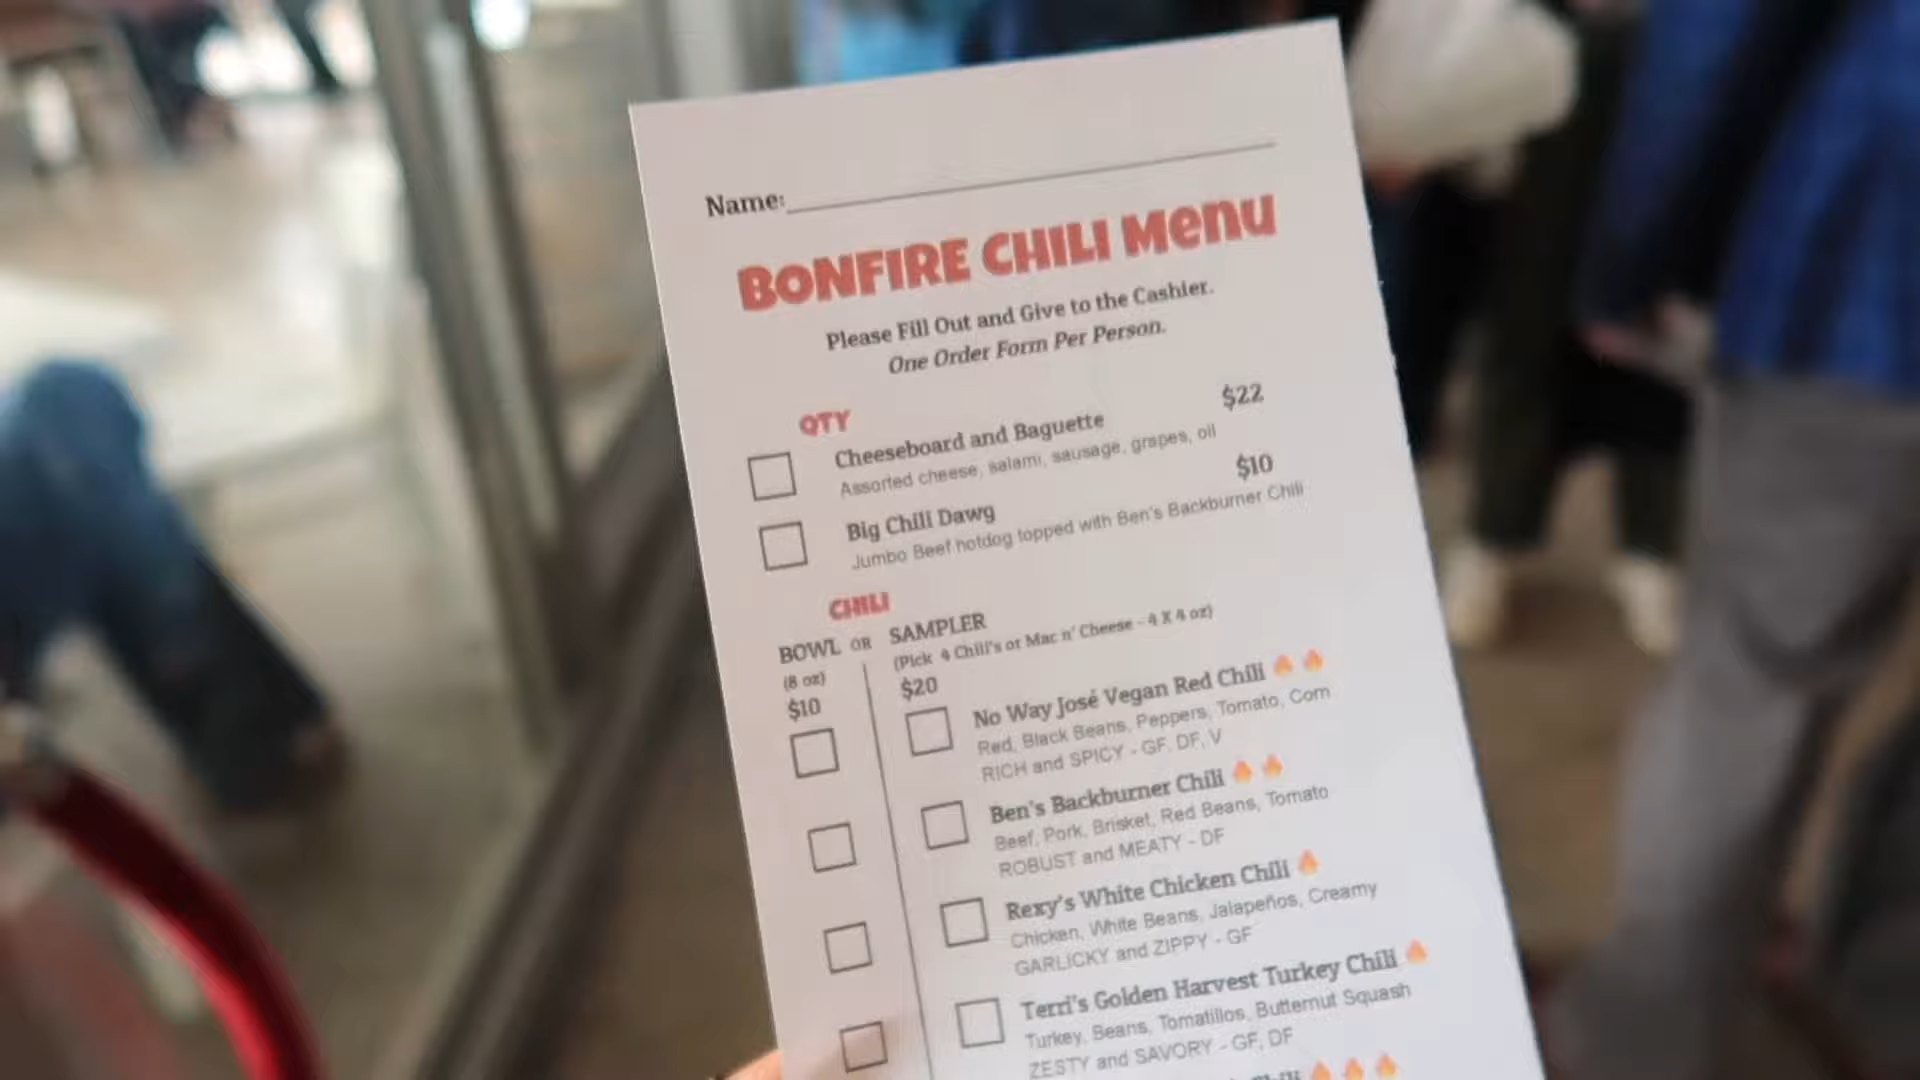 Name:
BONFIRE CHILI Menu
Please Fill Out and Give to the Cashier.
One Order Form Per Person.
QTY
Cheeseboard and Baguette $22
Assorted cheese, salami, sausage, grapes, oil
Big Chili Dawg $10
Jumbo Beef hotdog topped with Ben's Backburner Chili
CHILI
BOWL OR SAMPLER
(8 oz) (Pick 4 Chili's or Mac n' Cheese - 4 X 4 oz)
$10 $20
No Way José Vegan Red Chili 🔥🔥
Red, Black Beans, Peppers, Tomato, Corn
RICH and SPICY - GF, DF, V
Ben's Backburner Chili 🔥🔥
Beef, Pork, Brisket, Red Beans, Tomato
ROBUST and MEATY - DF
Rexy's White Chicken Chili 🔥
Chicken, White Beans, Jalapeños, Creamy
GARLICKY and ZIPPY - GF
Terri's Golden Harvest Turkey Chili 🔥
Turkey, Beans, Tomatillos, Butternut Squash
ZESTY and SAVORY - GF, DF
Chili 🔥🔥🔥